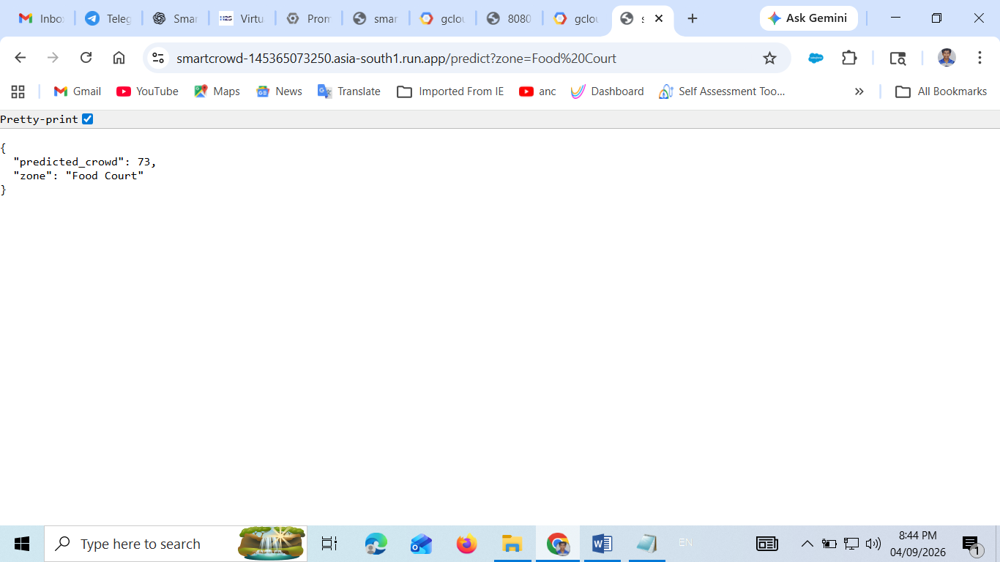 Inbo
Teleg
Smar
Virtu
Prom
smar
gclou
8080
gclou
s
Ask Gemini
smartcrowd-145365073250.asia-south1.run.app/predict?zone=Food%20Court
Gmail
YouTube
Maps
News
Translate
Imported From IE
anc
Dashboard
Self Assessment Too...
All Bookmarks
Pretty-print
{
"predicted_crowd": 73,
"zone": "Food Court"
}
Type here to search
EN
8:44 PM
04/09/2026
1